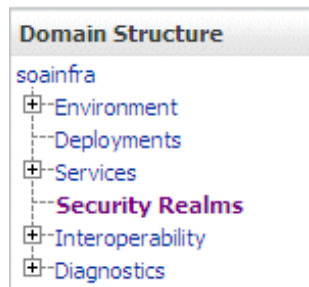 Domain Structure
soainfra
Environment
Deployments
Services
Security Realms
Interoperability
Diagnostics